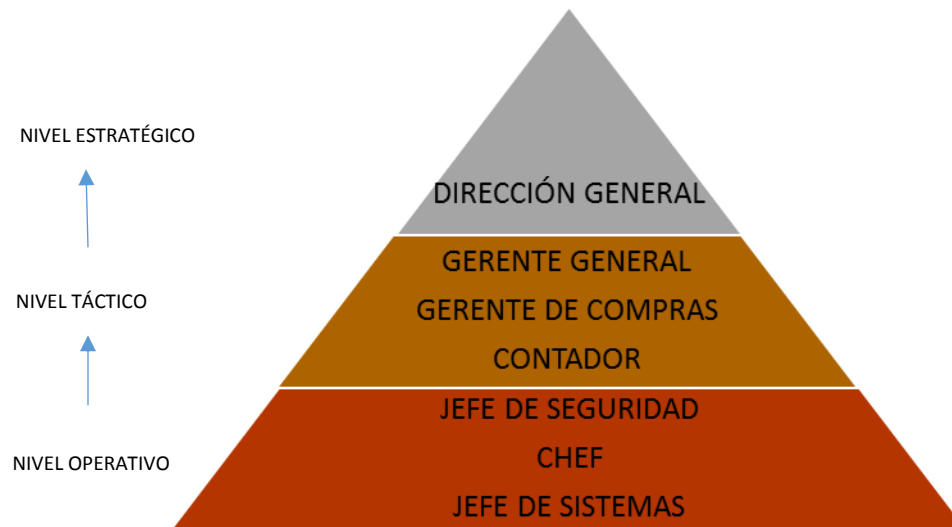 NIVEL ESTRATÉGICO
DIRECCIÓN GENERAL
GERENTE GENERAL
NIVEL TÁCTICO
GERENTE DE COMPRAS
CONTADOR
JEFE DE SEGURIDAD
NIVEL OPERATIVO
CHEF
JEFE DE SISTEMAS